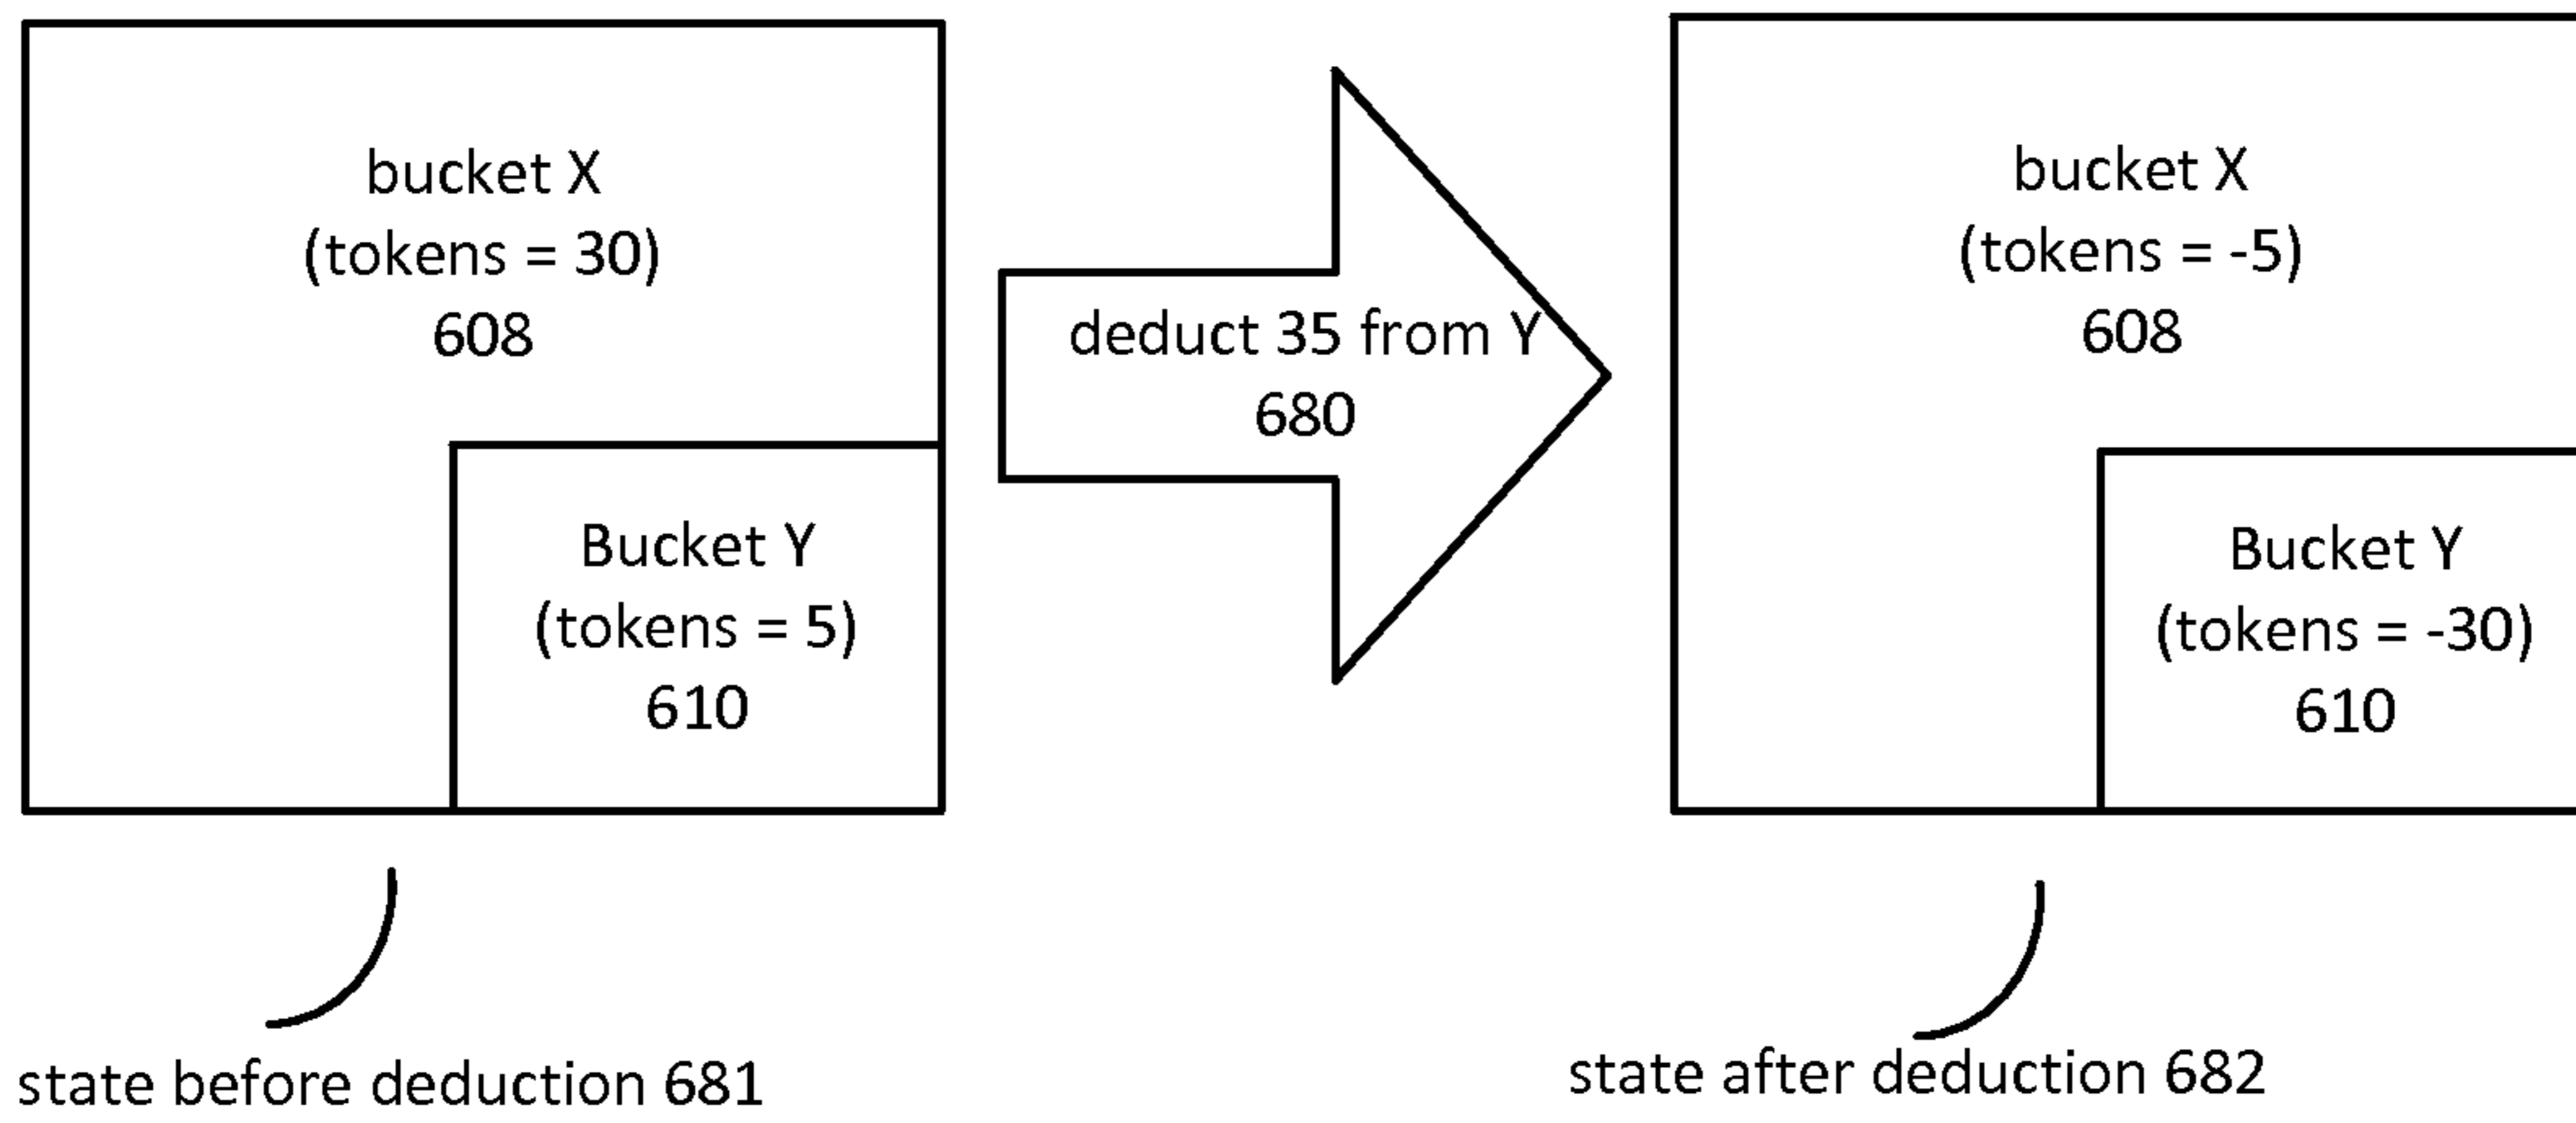 bucket X
(tokens = 30)
608
Bucket Y
(tokens = 5)
610
deduct 35 from Y
680
bucket X
(tokens = -5)
608
Bucket Y
(tokens = -30)
610
state before deduction 681
state after deduction 682